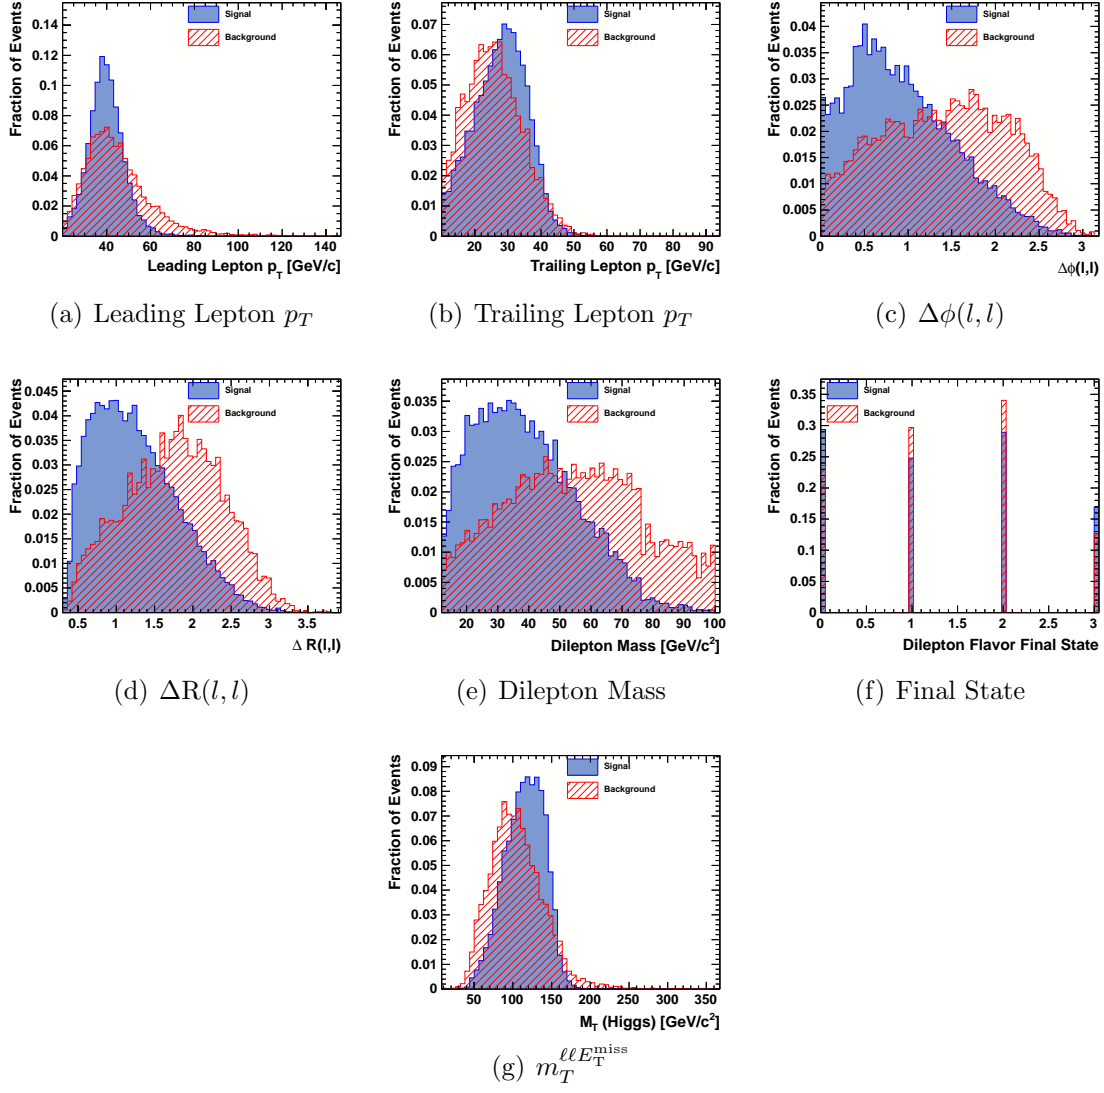 Fraction of Events
0.14
0.12
0.1
0.08
0.06
0.04
0.02
0
40 60 80 100 120 140
Leading Lepton p_T [GeV/c]
Signal
Background
(a) Leading Lepton p_T
Fraction of Events
0.07
0.06
0.05
0.04
0.03
0.02
0.01
0
20 30 40 50 60 70 80 90
Trailing Lepton p_T [GeV/c]
Signal
Background
(b) Trailing Lepton p_T
Fraction of Events
0.04
0.035
0.03
0.025
0.02
0.015
0.01
0.005
0
0 0.5 1 1.5 2 2.5 3
Δϕ(l,l)
Signal
Background
(c) Δϕ(l, l)
Fraction of Events
0.045
0.04
0.035
0.03
0.025
0.02
0.015
0.01
0.005
0
0.5 1 1.5 2 2.5 3 3.5
Δ R(l,l)
Signal
Background
(d) ΔR(l, l)
Fraction of Events
0.035
0.03
0.025
0.02
0.015
0.01
0.005
0
20 30 40 50 60 70 80 90 100
Dilepton Mass [GeV/c²]
Signal
Background
(e) Dilepton Mass
Fraction of Events
0.35
0.3
0.25
0.2
0.15
0.1
0.05
0
0 0.5 1 1.5 2 2.5 3
Dilepton Flavor Final State
Signal
Background
(f) Final State
Fraction of Events
0.09
0.08
0.07
0.06
0.05
0.04
0.03
0.02
0.01
0
50 100 150 200 250 300 350
M_T (Higgs) [GeV/c²]
Signal
Background
(g) m_T^{ℓℓE_T^miss}